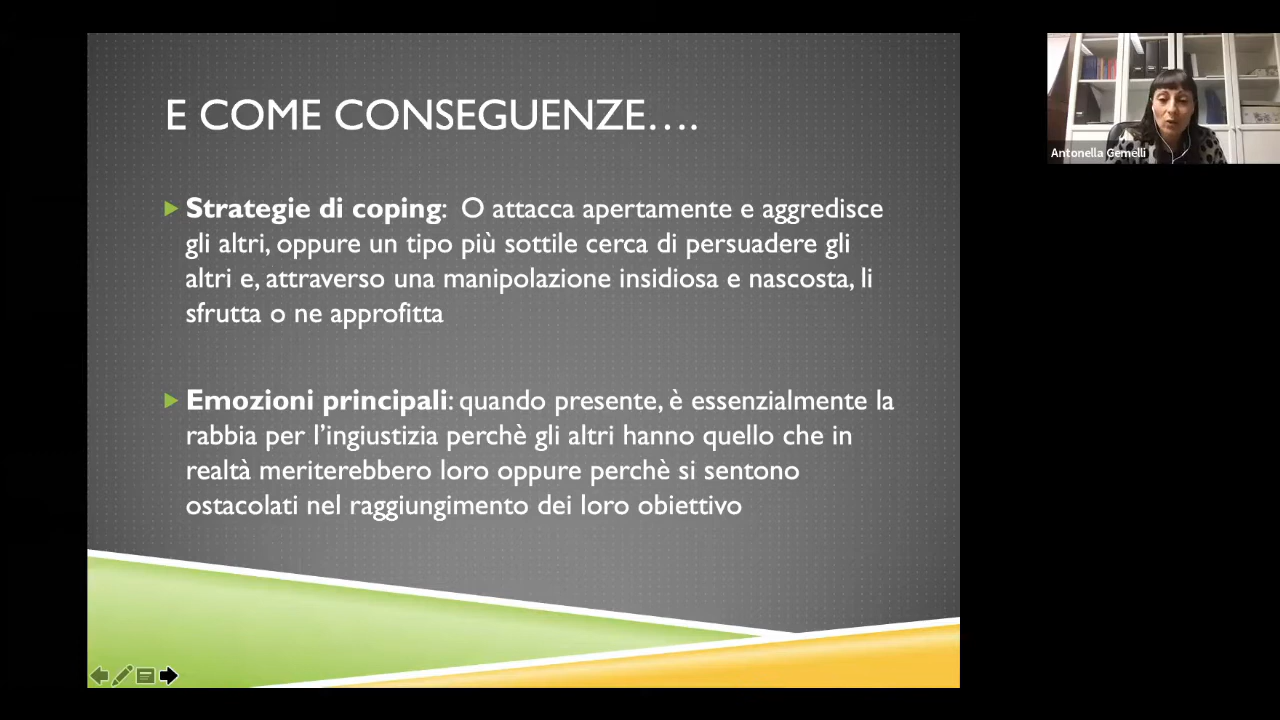 E COME CONSEGUENZE….
Strategie di coping: O attacca apertamente e aggredisce
gli altri, oppure un tipo più sottile cerca di persuadere gli
altri e, attraverso una manipolazione insidiosa e nascosta, li
sfrutta o ne approfitta
Emozioni principali: quando presente, è essenzialmente la
rabbia per l’ingiustizia perchè gli altri hanno quello che in
realtà meriterebbero loro oppure perchè si sentono
ostacolati nel raggiungimento dei loro obiettivo
Antonella Gemelli